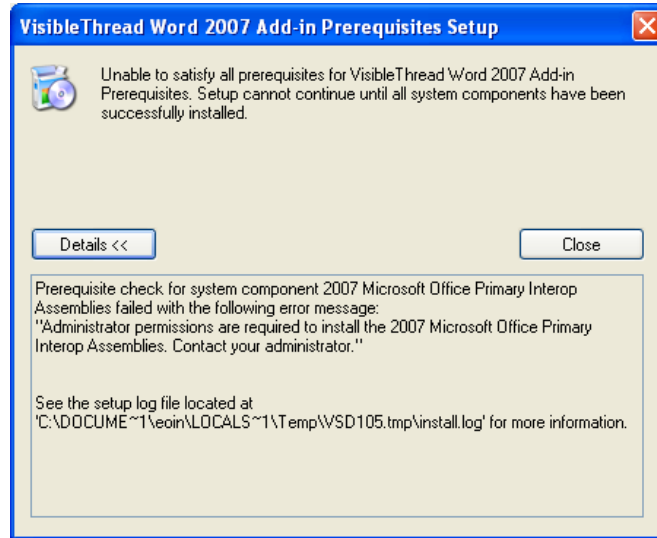 VisibleThread Word 2007 Add-in Prerequisites Setup
Unable to satisfy all prerequisites for VisibleThread Word 2007 Add-in
Prerequisites. Setup cannot continue until all system components have been
successfully installed.
Details <<
Close
Prerequisite check for system component 2007 Microsoft Office Primary Interop
Assemblies failed with the following error message:
"Administrator permissions are required to install the 2007 Microsoft Office Primary
Interop Assemblies. Contact your administrator."
See the setup log file located at
'C:\DOCUME~1\eoin\LOCALS~1\Temp\VSD105.tmp\install.log' for more information.